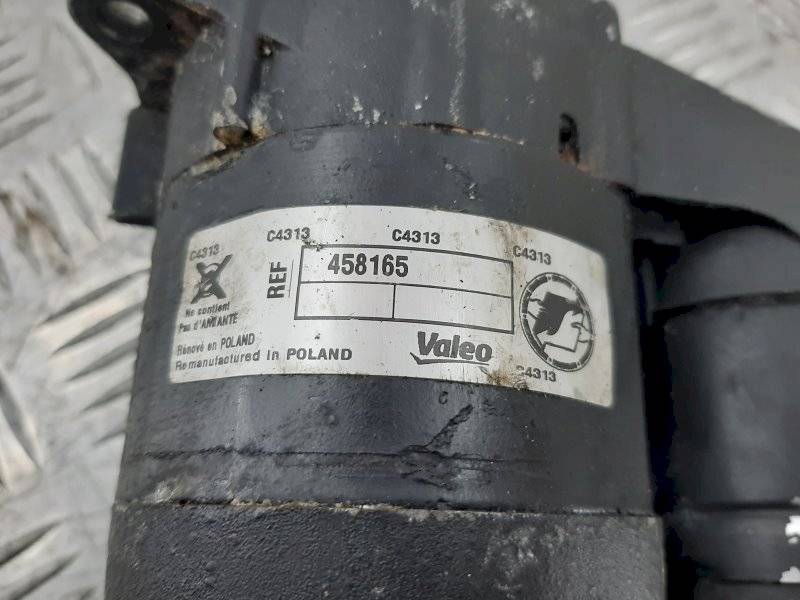 C4313 C4313 C4313 C4313
REF 458165
Ne contient
Pas d'AMIANTE
Rénové en POLAND
Remanufactured in POLAND
Valeo
C4313